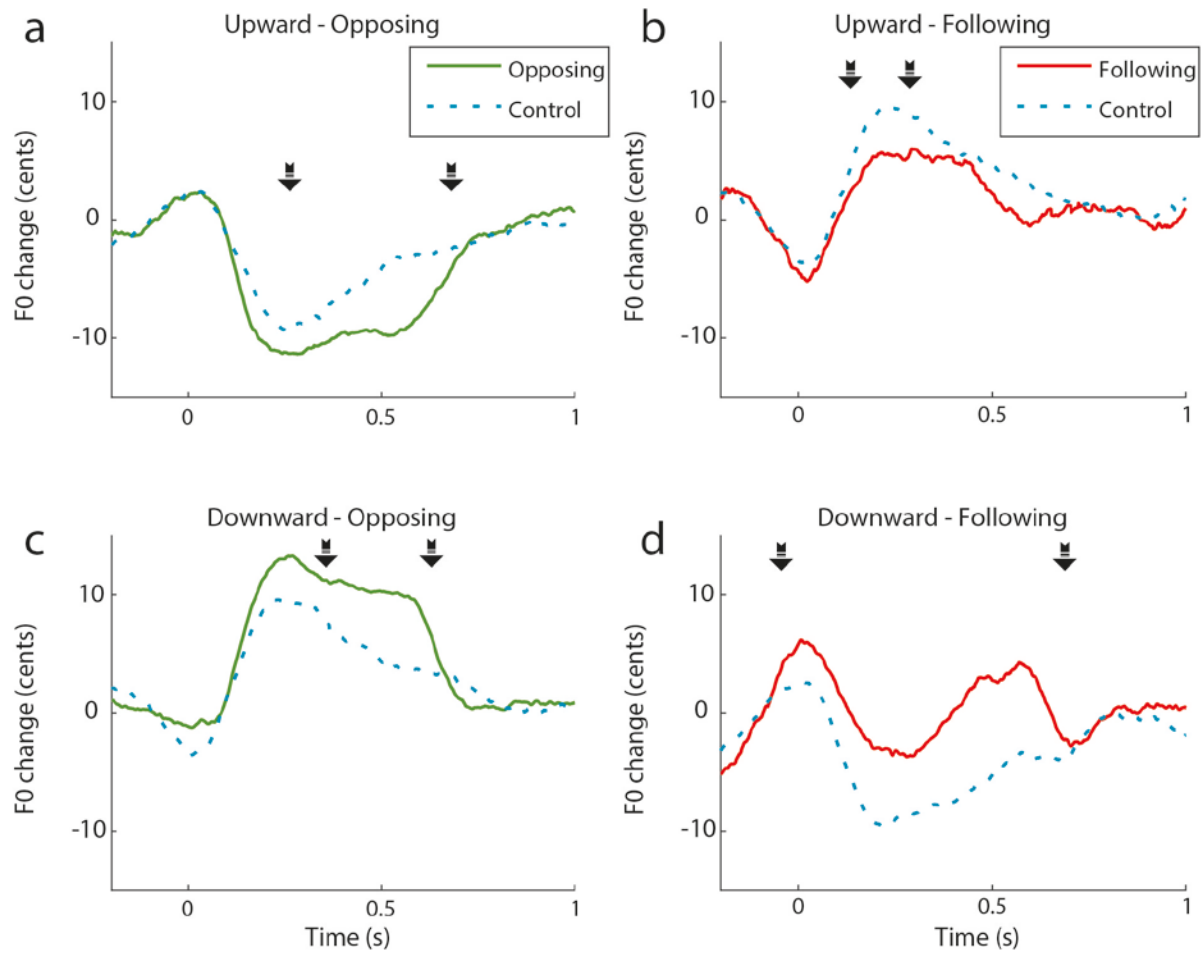 a
Upward - Opposing
Opposing
Control
F0 change (cents)
10
0
-10
0
0.5
1
b
Upward - Following
Following
Control
F0 change (cents)
10
0
-10
0
0.5
1
c
Downward - Opposing
F0 change (cents)
10
0
-10
0
0.5
1
Time (s)
d
Downward - Following
F0 change (cents)
10
0
-10
0
0.5
1
Time (s)